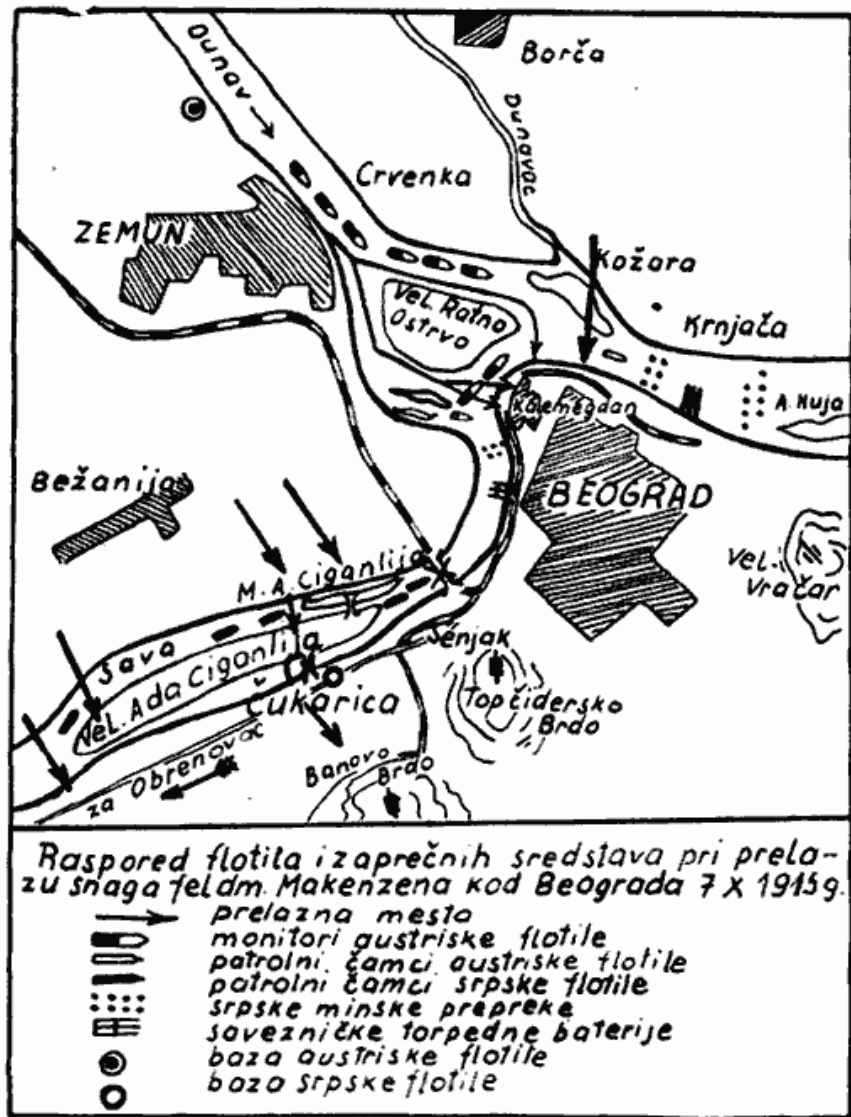 Borča
Dunav
Dunavac
Crvenka
ZEMUN
Kožara
Vel. Ratno
Ostrvo
Krnjača
A. Huja
Kalemegdan
Bežanija
BEOGRAD
Vel.
Vračar
M. A. Ciganlija
Sava
Vel. Ada Ciganlija
Senjak
Čukarica
Topčidersko
Brdo
za Obrenovac
Banovo
Brdo
Raspored flotila i zaprečnih sredstava pri prela-
zu snaga feldm. Makenzena kod Beograda 7 X 1915g.
prelazna mesta
monitori austriske flotile
patrolni čamci austriske flotile
patrolni čamci srpske flotile
srpske minske prepreke
savezničke torpedne baterije
baza austriske flotile
baza srpske flotile